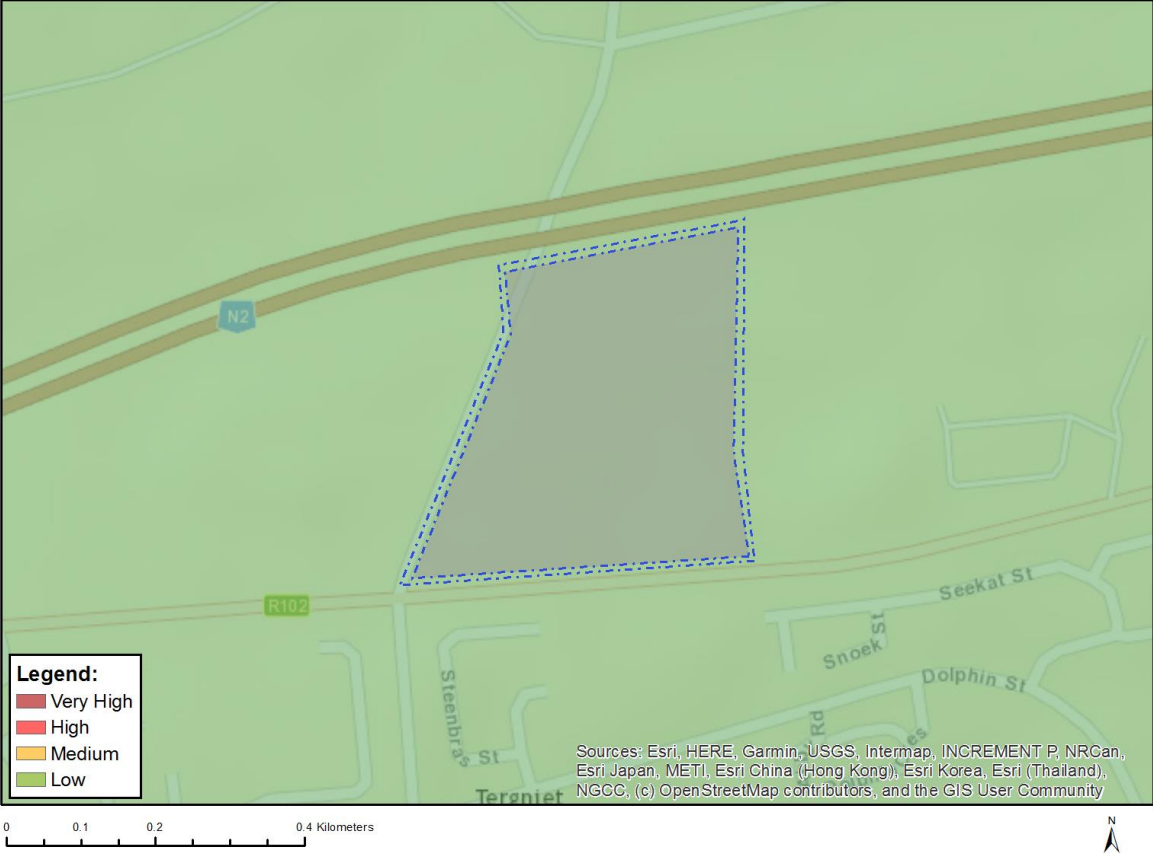 N2
R102
Seekat St
Snoek St
Dolphin St
Steenbras St
Rd
Tergniet
Legend:
Very High
High
Medium
Low
Sources: Esri, HERE, Garmin, USGS, Intermap, INCREMENT P, NRCan,
Esri Japan, METI, Esri China (Hong Kong), Esri Korea, Esri (Thailand),
NGCC, (c) OpenStreetMap contributors, and the GIS User Community
0 0.1 0.2 0.4 Kilometers
N